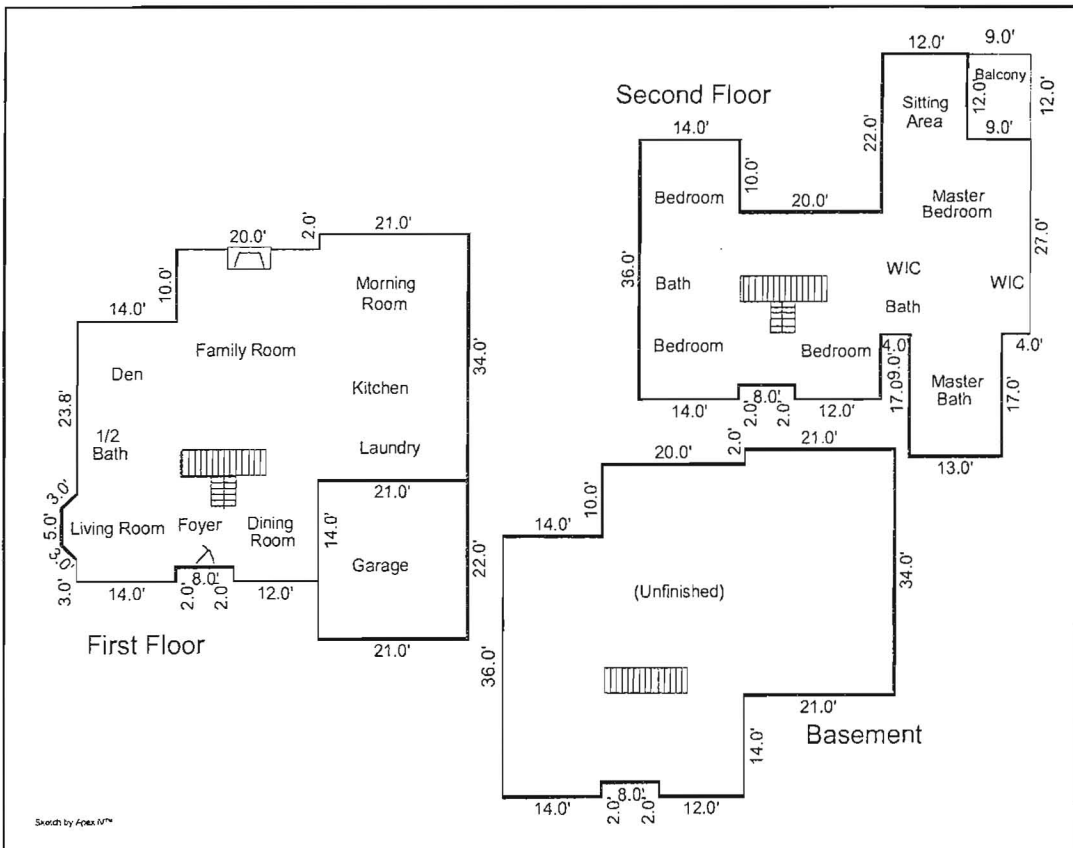 Second Floor
12.0'
9.0'
Balcony
12.0'
12.0'
Sitting
Area
22.0'
9.0'
14.0'
10.0'
Bedroom
20.0'
Master
Bedroom
27.0'
36.0'
Bath
WIC
WIC
Bath
Bedroom
Bedroom
4.0'
4.0'
9.0'
17.0'
Master
Bath
17.0'
14.0'
2.0'
8.0'
2.0'
12.0'
13.0'
20.0'
2.0'
21.0'
10.0'
Morning
Room
14.0'
Family Room
34.0'
Den
Kitchen
23.8'
1/2
Bath
Laundry
3.0'
21.0'
5.0'
Living Room
Foyer
Dining
Room
14.0'
Garage
22.0'
3.0'
3.0'
14.0'
2.0'
8.0'
2.0'
12.0'
21.0'
First Floor
20.0'
2.0'
21.0'
10.0'
14.0'
34.0'
(Unfinished)
36.0'
21.0'
14.0'
Basement
14.0'
2.0'
8.0'
2.0'
12.0'
Sketch by Apex IV™